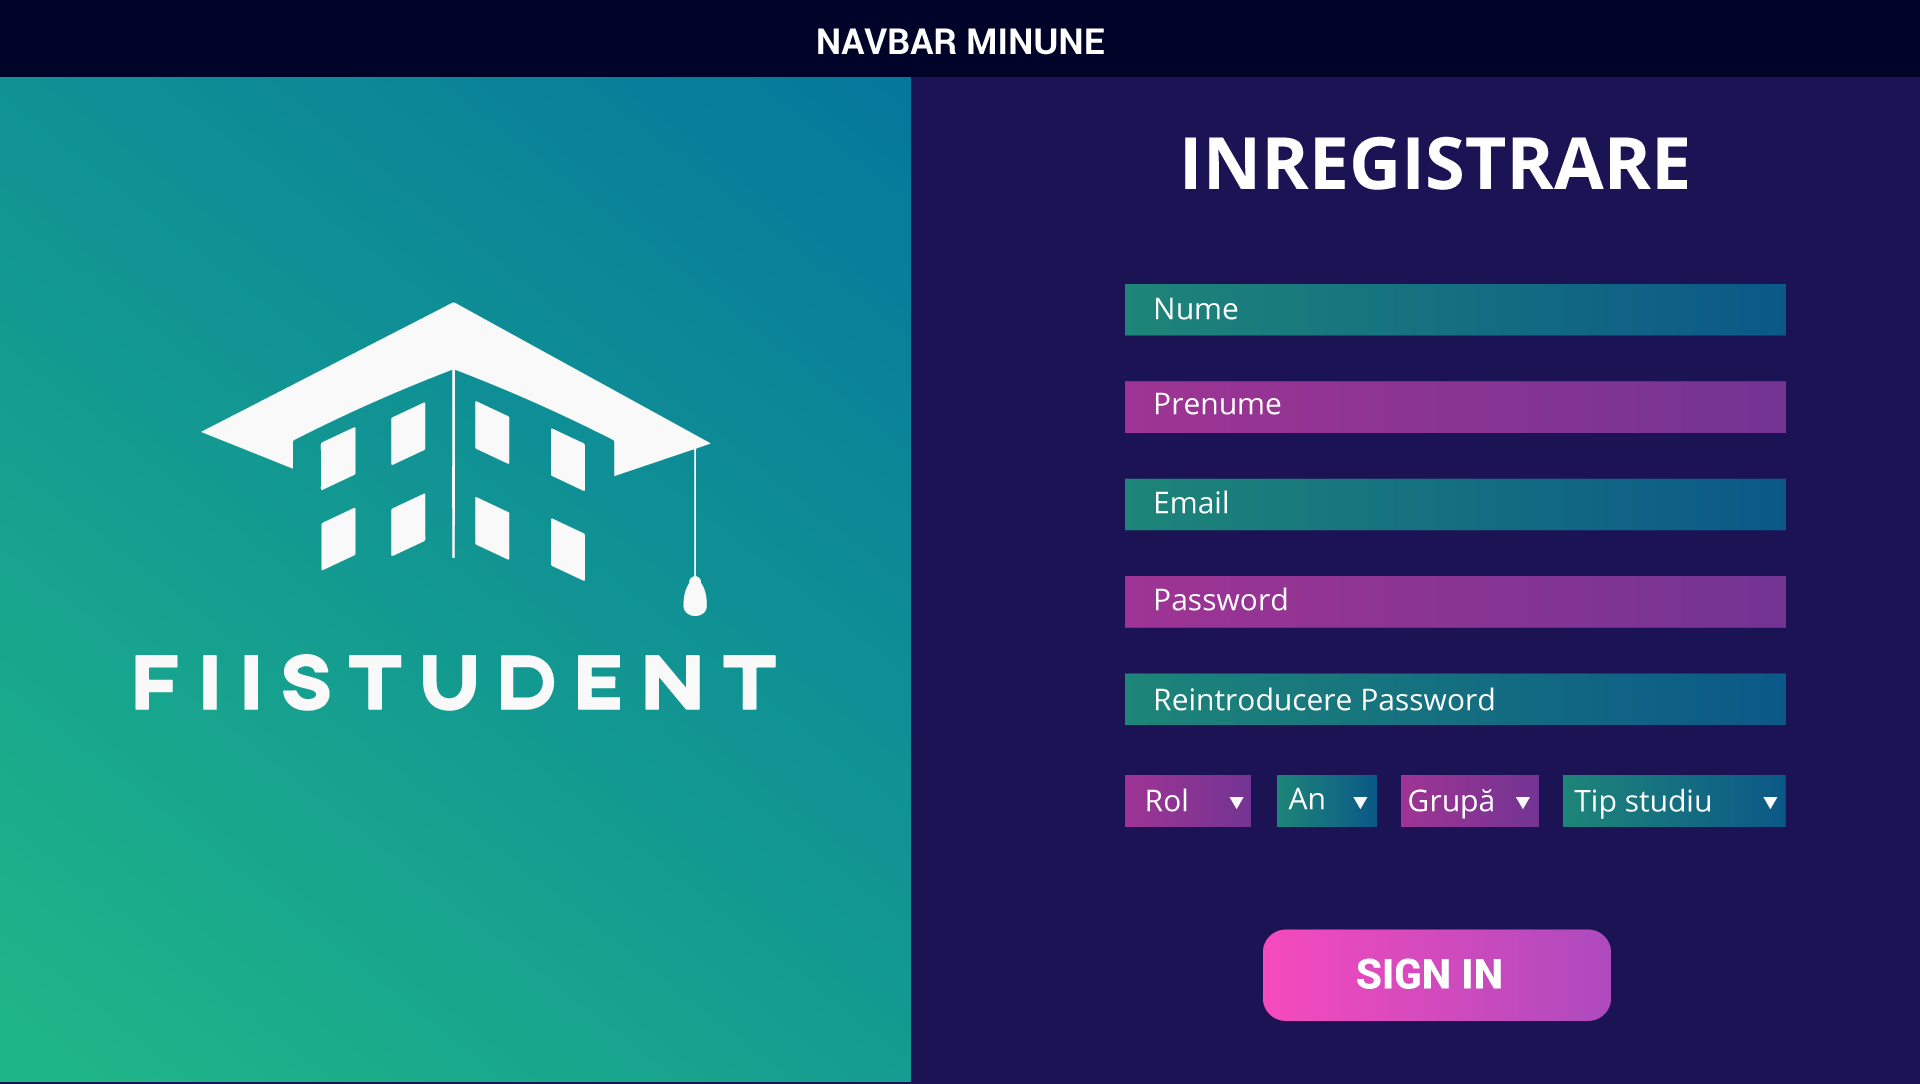 NAVBAR MINUNE
FIISTUDENT
INREGISTRARE
Nume
Prenume
Email
Password
Reintroducere Password
Rol An Grupă Tip studiu
SIGN IN